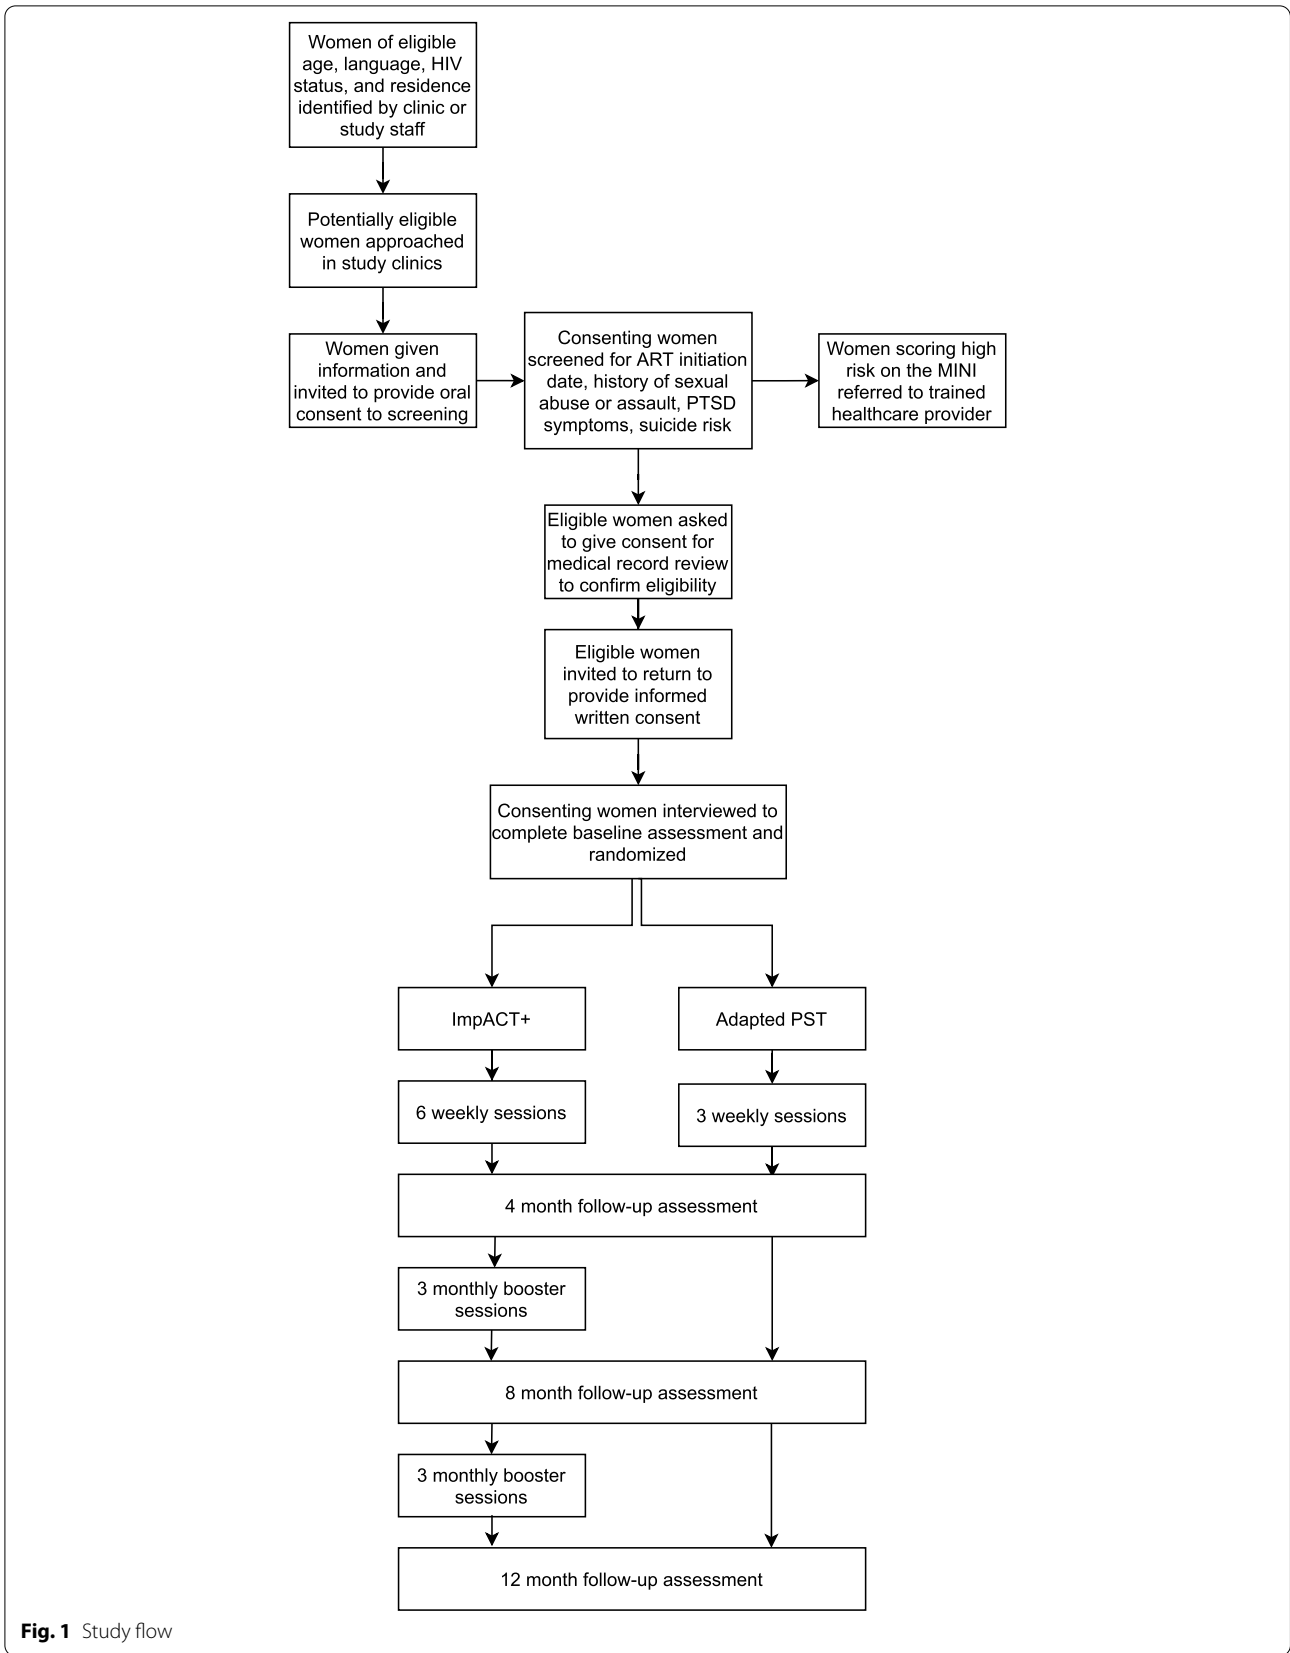 Women of eligible
age, language, HIV
status, and residence
identified by clinic or
study staff
Potentially eligible
women approached
in study clinics
Women given
information and
invited to provide oral
consent to screening
Consenting women
screened for ART initiation
date, history of sexual
abuse or assault, PTSD
symptoms, suicide risk
Women scoring high
risk on the MINI
referred to trained
healthcare provider
Eligible women asked
to give consent for
medical record review
to confirm eligibility
Eligible women
invited to return to
provide informed
written consent
Consenting women interviewed to
complete baseline assessment and
randomized
ImpACT+
Adapted PST
6 weekly sessions
3 weekly sessions
4 month follow-up assessment
3 monthly booster
sessions
8 month follow-up assessment
3 monthly booster
sessions
12 month follow-up assessment
Fig. 1 Study flow